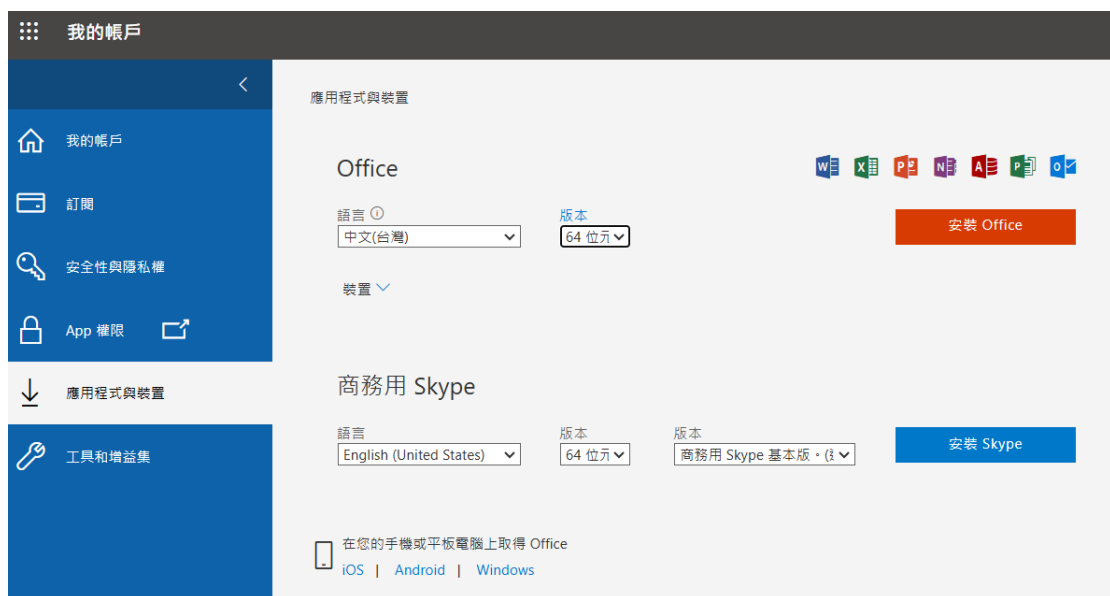 我的帳戶
我的帳戶
訂閱
安全性與隱私權
App 權限
應用程式與裝置
工具和增益集
應用程式與裝置
Office
語言
版本
中文(台灣)
64 位元
安裝 Office
裝置
商務用 Skype
語言
版本
版本
English (United States)
64 位元
商務用 Skype 基本版。
安裝 Skype
在您的手機或平板電腦上取得 Office
iOS | Android | Windows